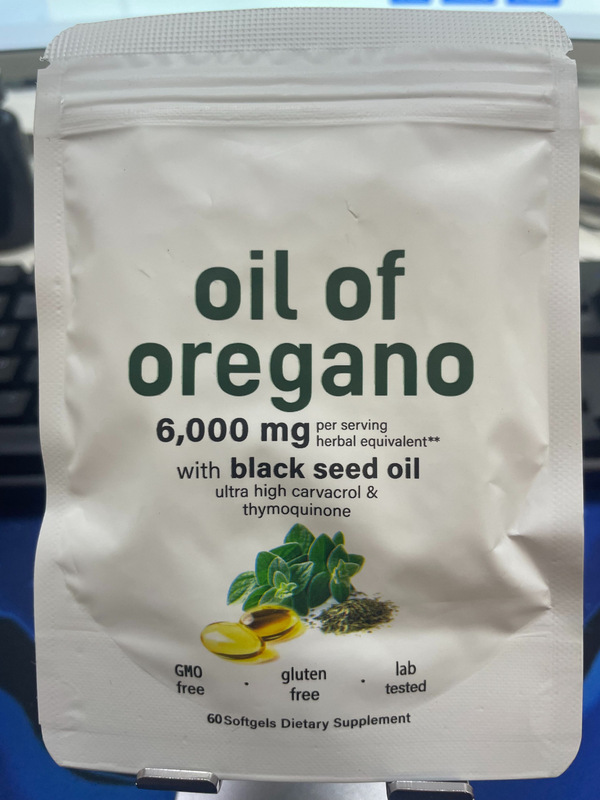 oil of
oregano
6,000 mg per serving
herbal equivalent**
with black seed oil
ultra high carvacrol &
thymoquinone
GMO
free
· gluten
free
· lab
tested
60 Softgels Dietary Supplement